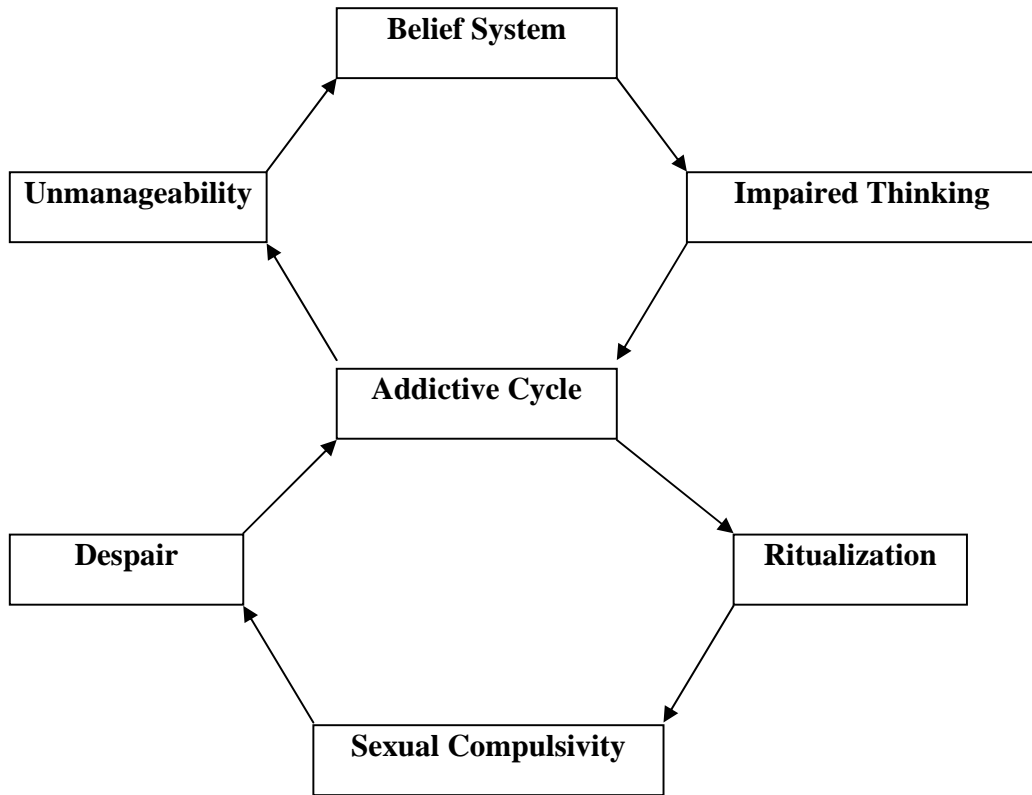 Belief System
Unmanageability
Impaired Thinking
Addictive Cycle
Despair
Ritualization
Sexual Compulsivity